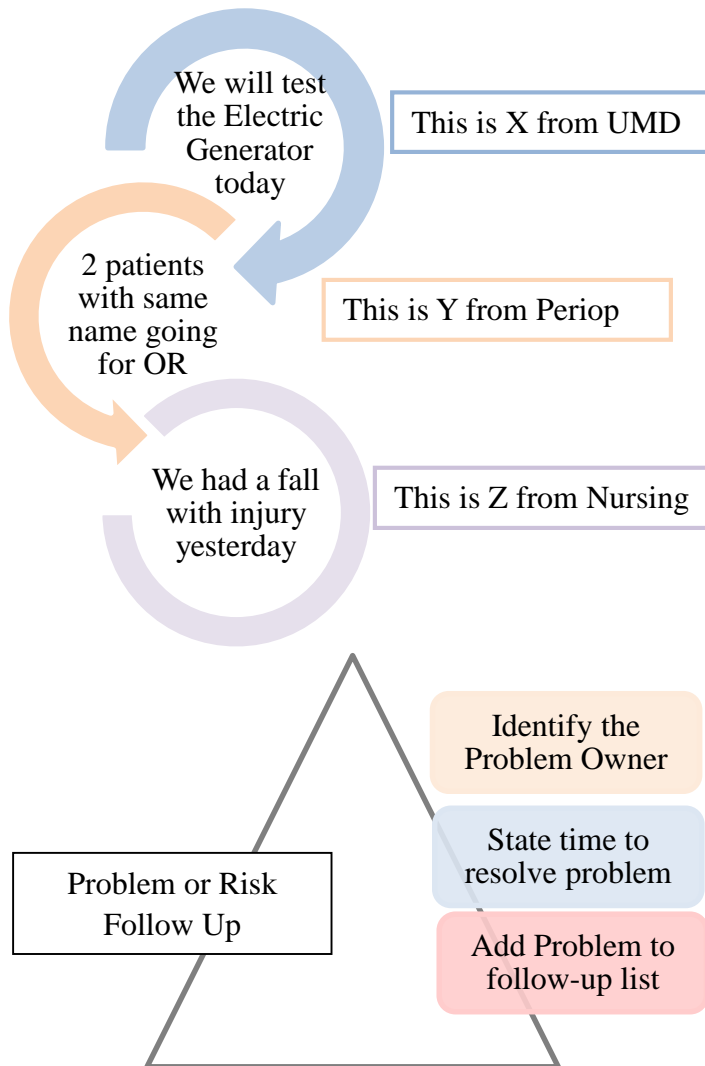 We will test
the Electric
Generator
today
This is X from UMD
2 patients
with same
name going
for OR
This is Y from Periop
We had a fall
with injury
yesterday
This is Z from Nursing
Identify the
Problem Owner
State time to
resolve problem
Problem or Risk
Follow Up
Add Problem to
follow-up list